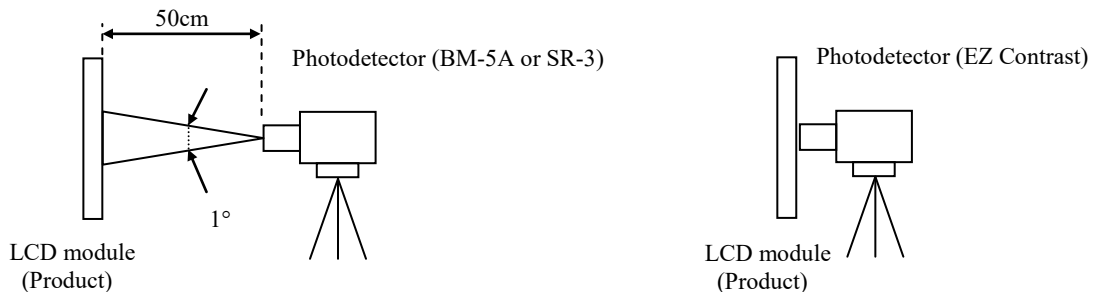 50cm
Photodetector (BM-5A or SR-3)
1°
LCD module
(Product)
Photodetector (EZ Contrast)
LCD module
(Product)